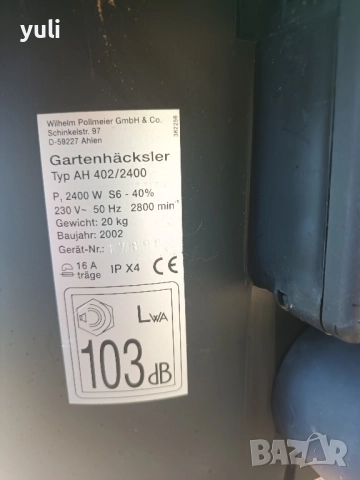 yuli
Wilhelm Pollmeier GmbH & Co.
Schinkelstr. 97
D-59227 Ahlen
382258
Gartenhäcksler
Typ AH 402/2400
P₁ 2400 W S6 - 40%
230 V~ 50 Hz 2800 min⁻¹
Gewicht: 20 kg
Baujahr: 2002
Gerät-Nr.:
16 A
träge
IP X4 CE
LWA
103 dB
bazar